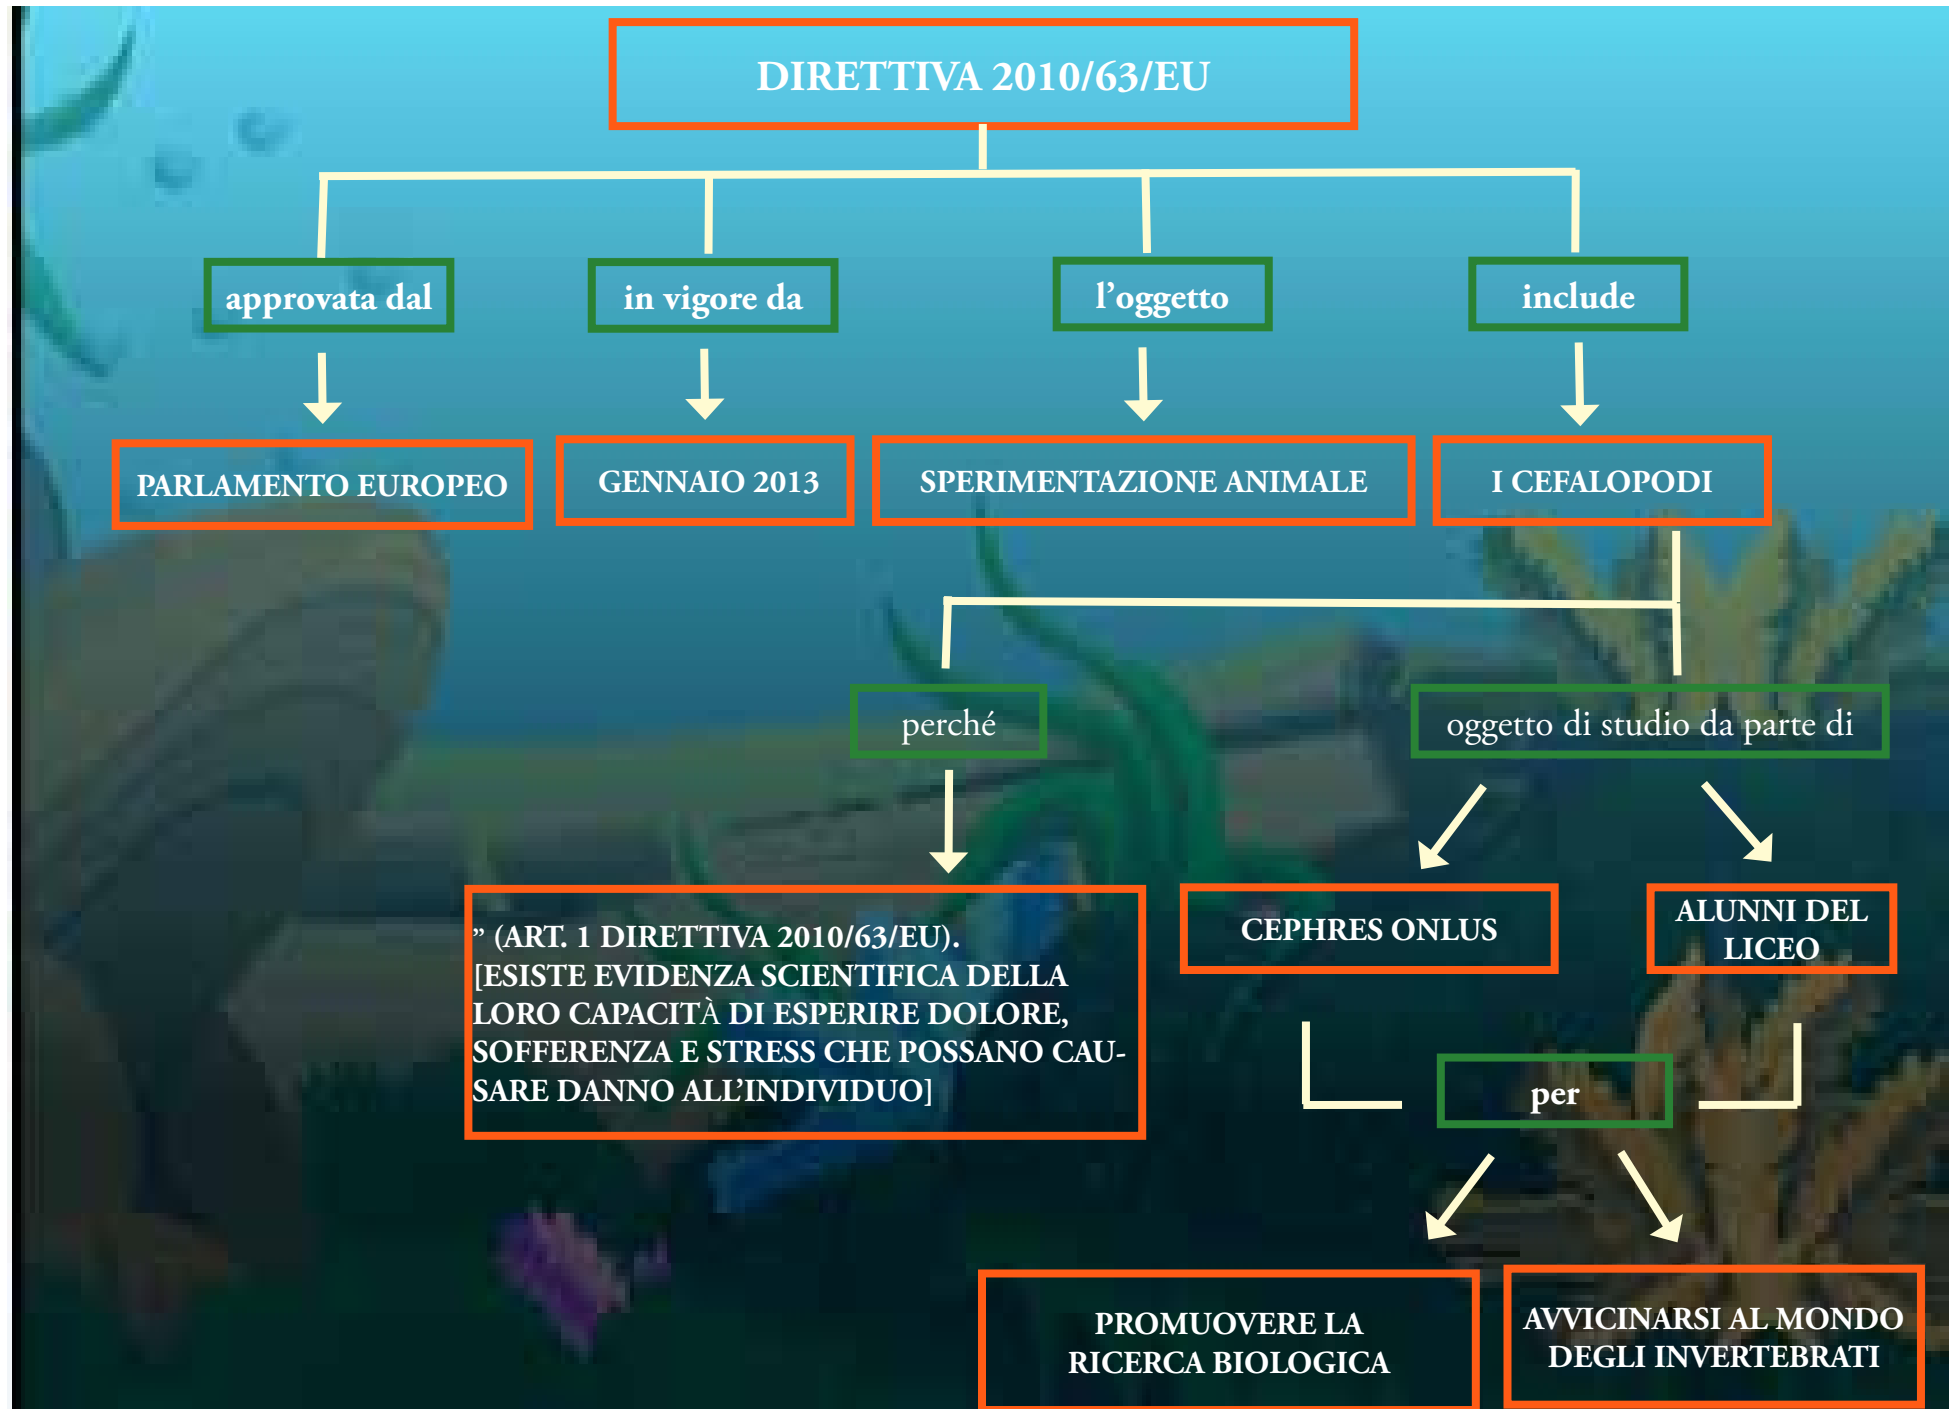 DIRETTIVA 2010/63/EU
approvata dal
in vigore da
l’oggetto
include
PARLAMENTO EUROPEO
GENNAIO 2013
SPERIMENTAZIONE ANIMALE
I CEFALOPODI
perché
oggetto di studio da parte di
” (ART. 1 DIRETTIVA 2010/63/EU).
[ESISTE EVIDENZA SCIENTIFICA DELLA
LORO CAPACITÀ DI ESPERIRE DOLORE,
SOFFERENZA E STRESS CHE POSSANO CAU-
SARE DANNO ALL’INDIVIDUO]
CEPHRES ONLUS
ALUNNI DEL
LICEO
per
PROMUOVERE LA
RICERCA BIOLOGICA
AVVICINARSI AL MONDO
DEGLI INVERTEBRATI